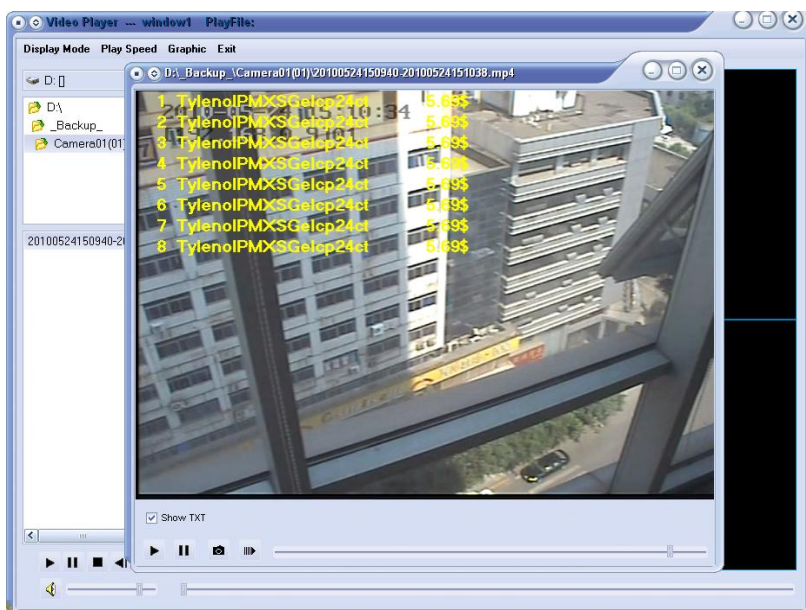 Video Player --- window1 PlayFile:
Display Mode Play Speed Graphic Exit
D: []
D:\
_Backup_
Camera01(01)
20100524150940-20
D:\_Backup_\Camera01(01)\20100524150940-20100524151038.mp4
1 TylenolPMXSGelcp24ct 5.69$
2 TylenolPMXSGelcp24ct 5.69$
3 TylenolPMXSGelcp24ct 5.69$
4 TylenolPMXSGelcp24ct 5.69$
5 TylenolPMXSGelcp24ct 5.69$
6 TylenolPMXSGelcp24ct 5.69$
7 TylenolPMXSGelcp24ct 5.69$
8 TylenolPMXSGelcp24ct 5.69$
Show TXT